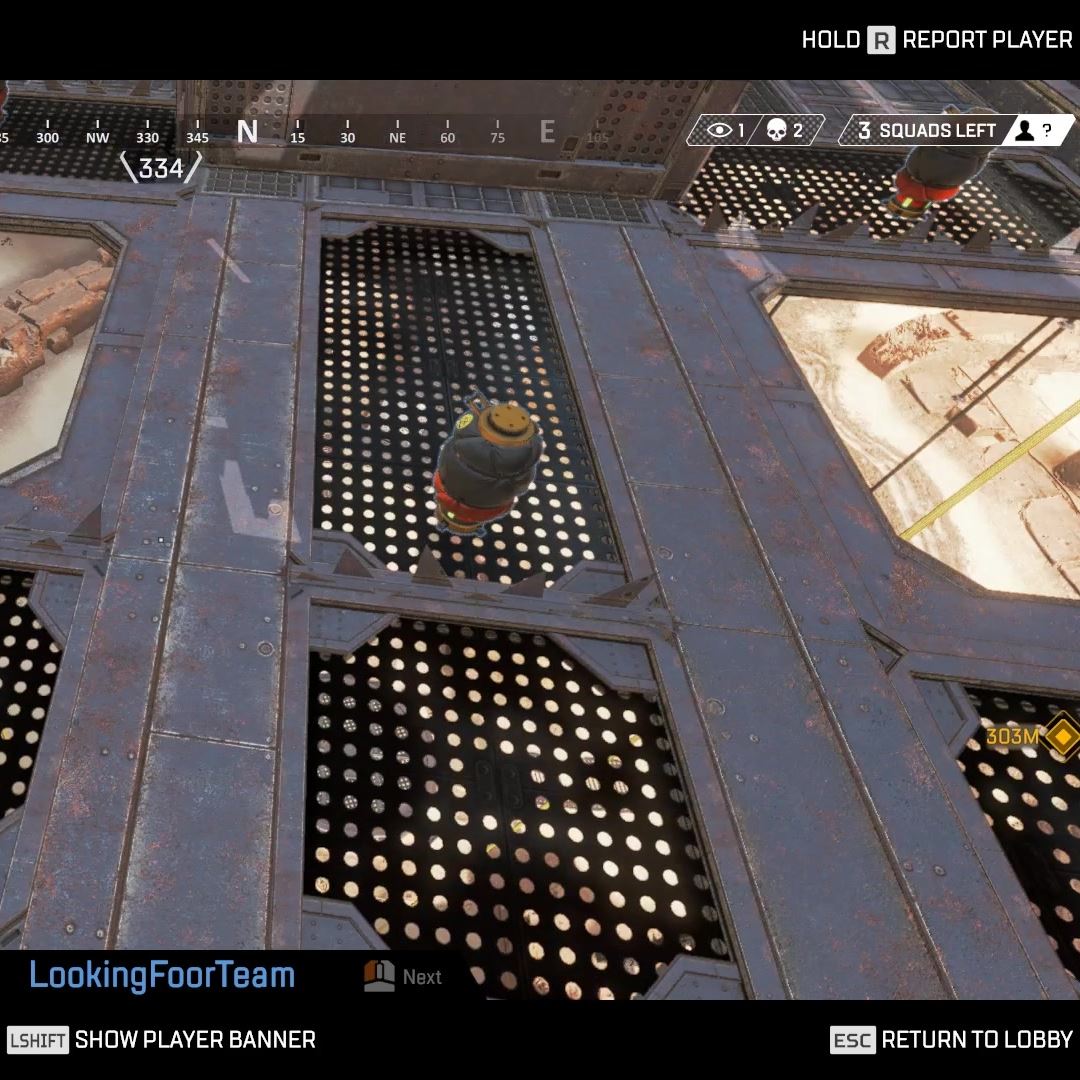 HOLD R REPORT PLAYER
300 NW 330 345 N 15 30 NE 60 75 E 105
334
1 2
3 SQUADS LEFT ?
303M
LookingFoorTeam
Next
LSHIFT SHOW PLAYER BANNER
ESC RETURN TO LOBBY